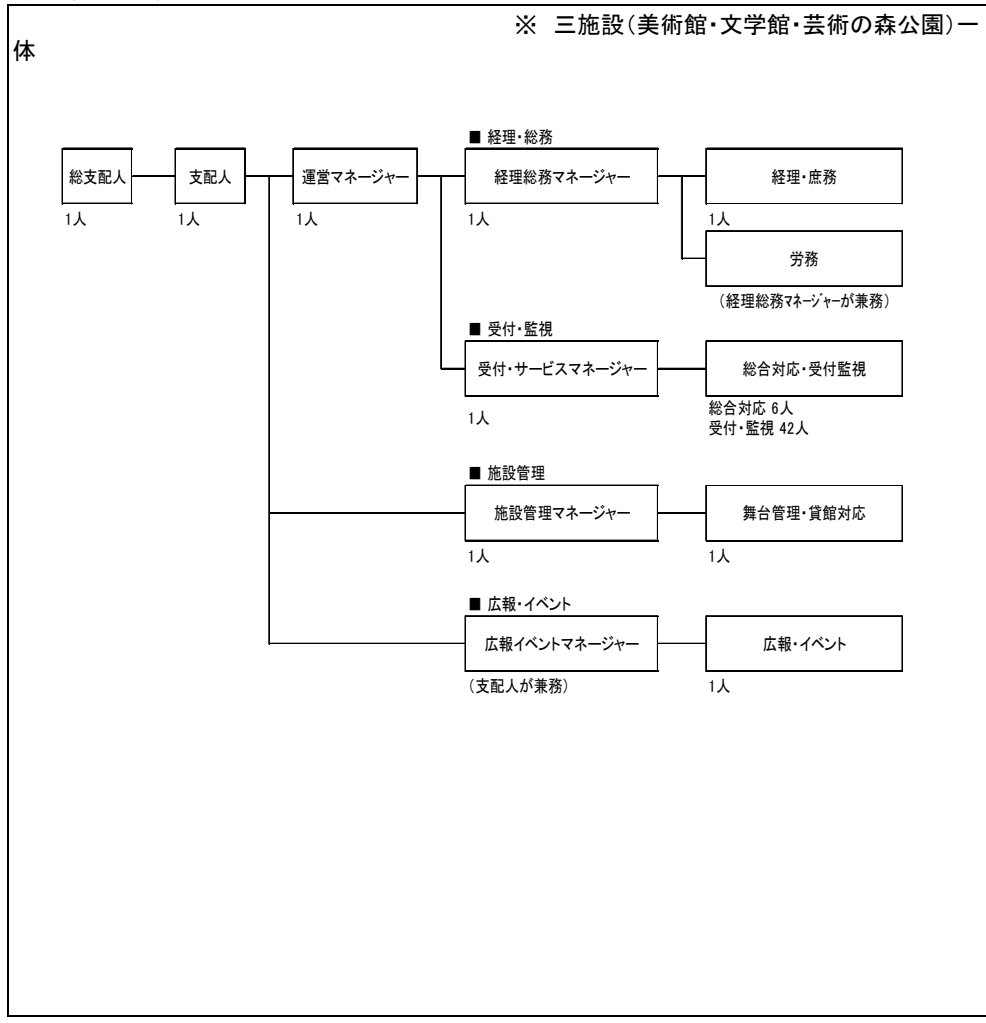 ※ 三施設(美術館・文学館・芸術の森公園)一
体
■ 経理・総務
総支配人
支配人
運営マネージャー
経理総務マネージャー
経理・庶務
1人
1人
1人
1人
1人
労務
(経理総務ﾏﾈｰｼﾞｬｰが兼務)
■ 受付・監視
受付・サービスマネージャー
総合対応・受付監視
1人
総合対応 6人
受付・監視 42人
■ 施設管理
施設管理マネージャー
舞台管理・貸館対応
1人
1人
■ 広報・イベント
広報イベントマネージャー
広報・イベント
(支配人が兼務)
1人